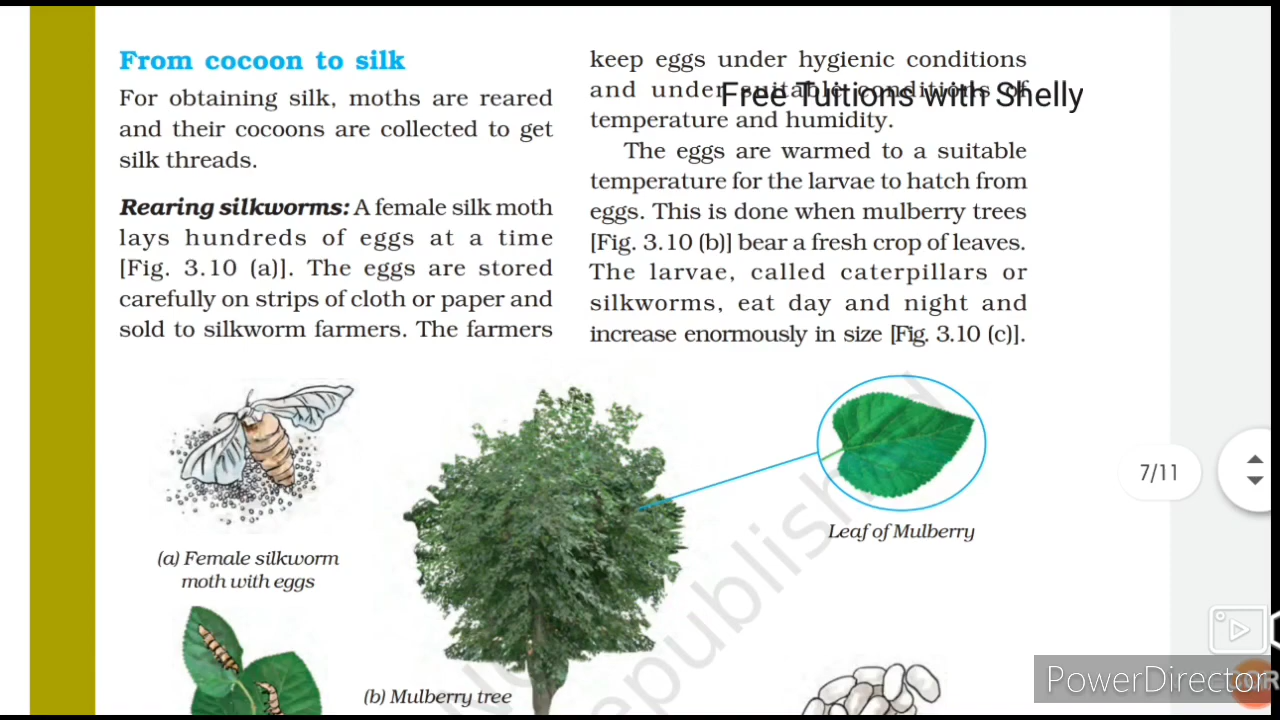 From cocoon to silk
For obtaining silk, moths are reared
and their cocoons are collected to get
silk threads.
Rearing silkworms: A female silk moth
lays hundreds of eggs at a time
[Fig. 3.10 (a)]. The eggs are stored
carefully on strips of cloth or paper and
sold to silkworm farmers. The farmers
keep eggs under hygienic conditions
and under suitable conditions of
temperature and humidity.
Free Tuitions with Shelly
The eggs are warmed to a suitable
temperature for the larvae to hatch from
eggs. This is done when mulberry trees
[Fig. 3.10 (b)] bear a fresh crop of leaves.
The larvae, called caterpillars or
silkworms, eat day and night and
increase enormously in size [Fig. 3.10 (c)].
(a) Female silkworm
moth with eggs
Leaf of Mulberry
(b) Mulberry tree
7/11
PowerDirector